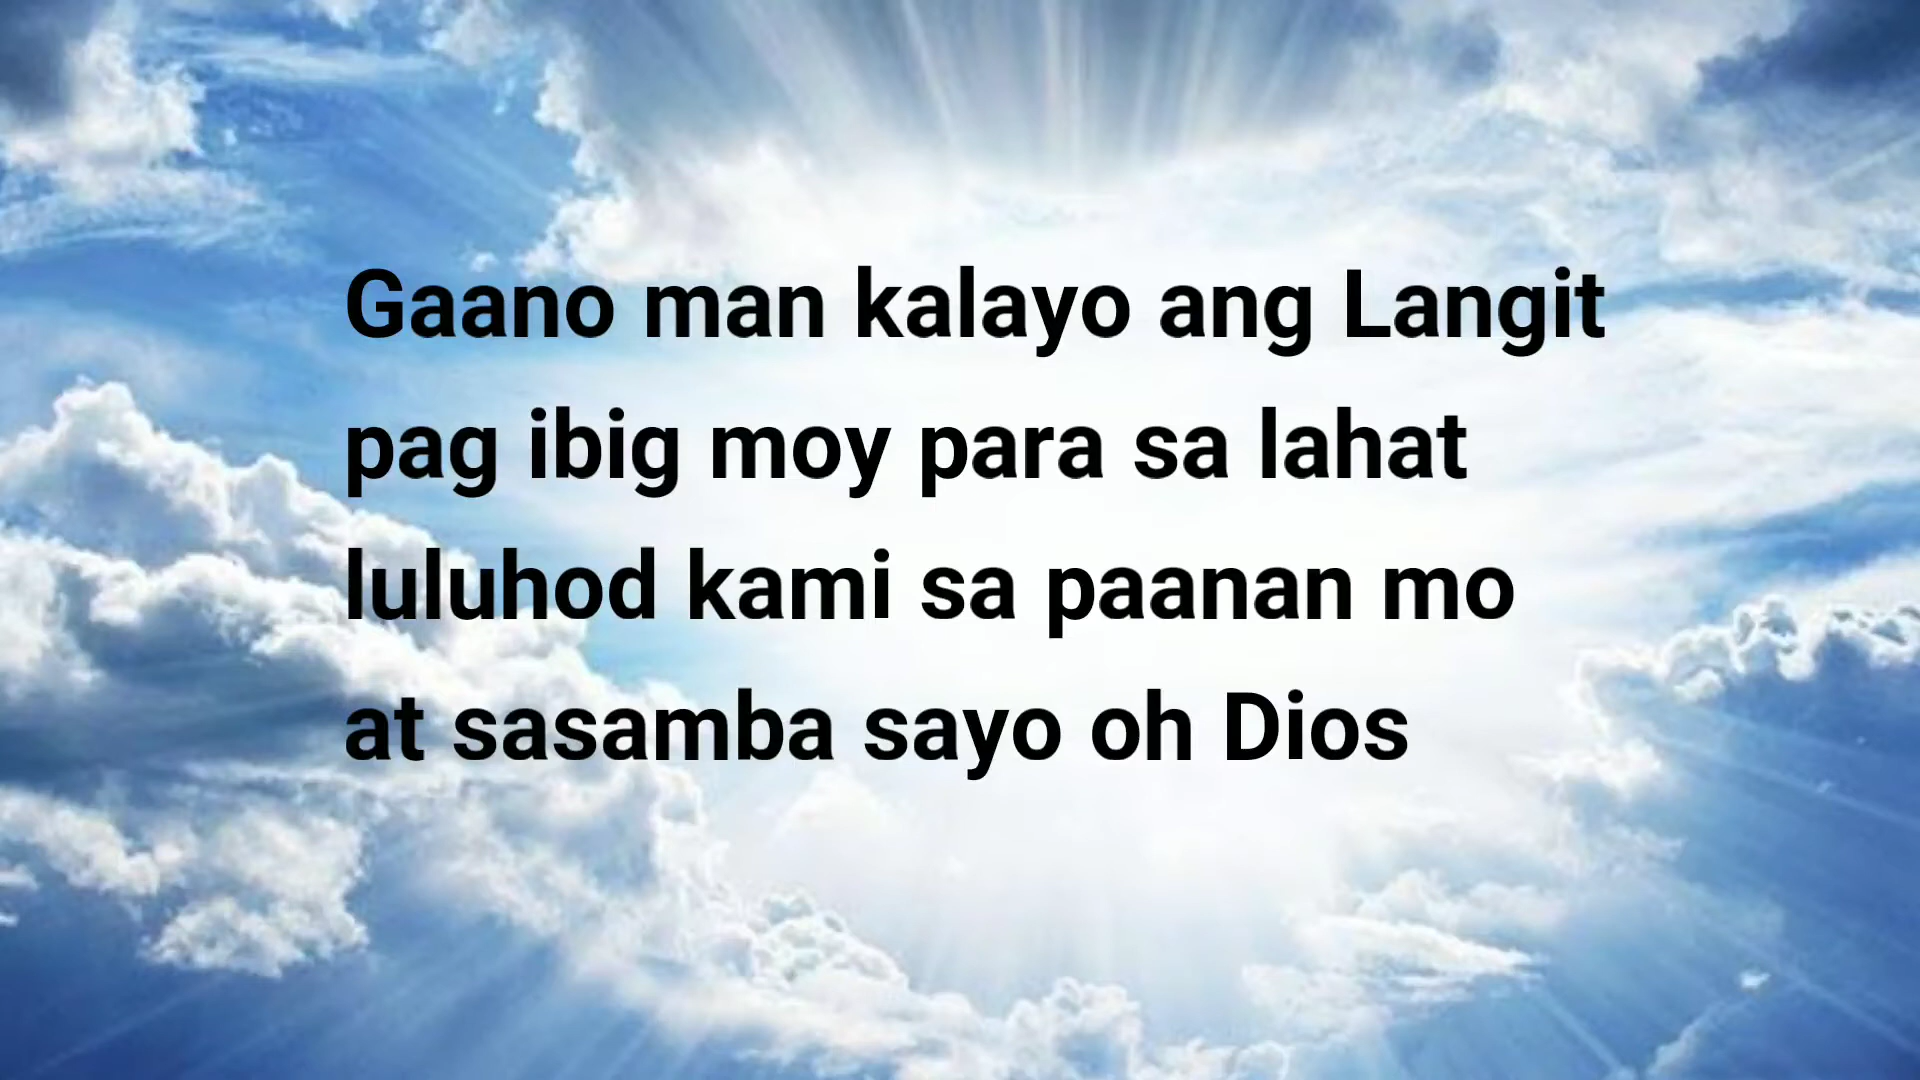 Gaano man kalayo ang Langit
pag ibig moy para sa lahat
luluhod kami sa paanan mo
at sasamba sayo oh Dios